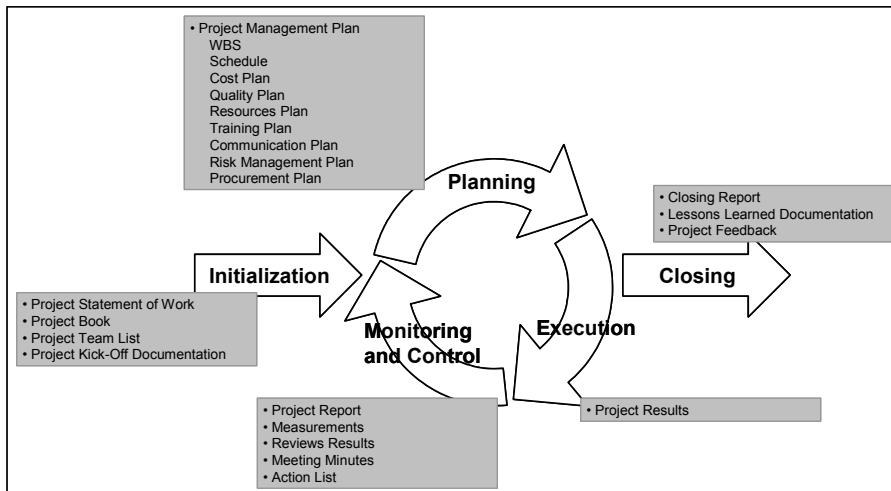 • Project Management Plan
WBS
Schedule
Cost Plan
Quality Plan
Resources Plan
Training Plan
Communication Plan
Risk Management Plan
Procurement Plan
Planning
• Closing Report
• Lessons Learned Documentation
• Project Feedback
Initialization
Closing
• Project Statement of Work
• Project Book
• Project Team List
• Project Kick-Off Documentation
Monitoring
and Control
Execution
• Project Report
• Measurements
• Reviews Results
• Meeting Minutes
• Action List
• Project Results